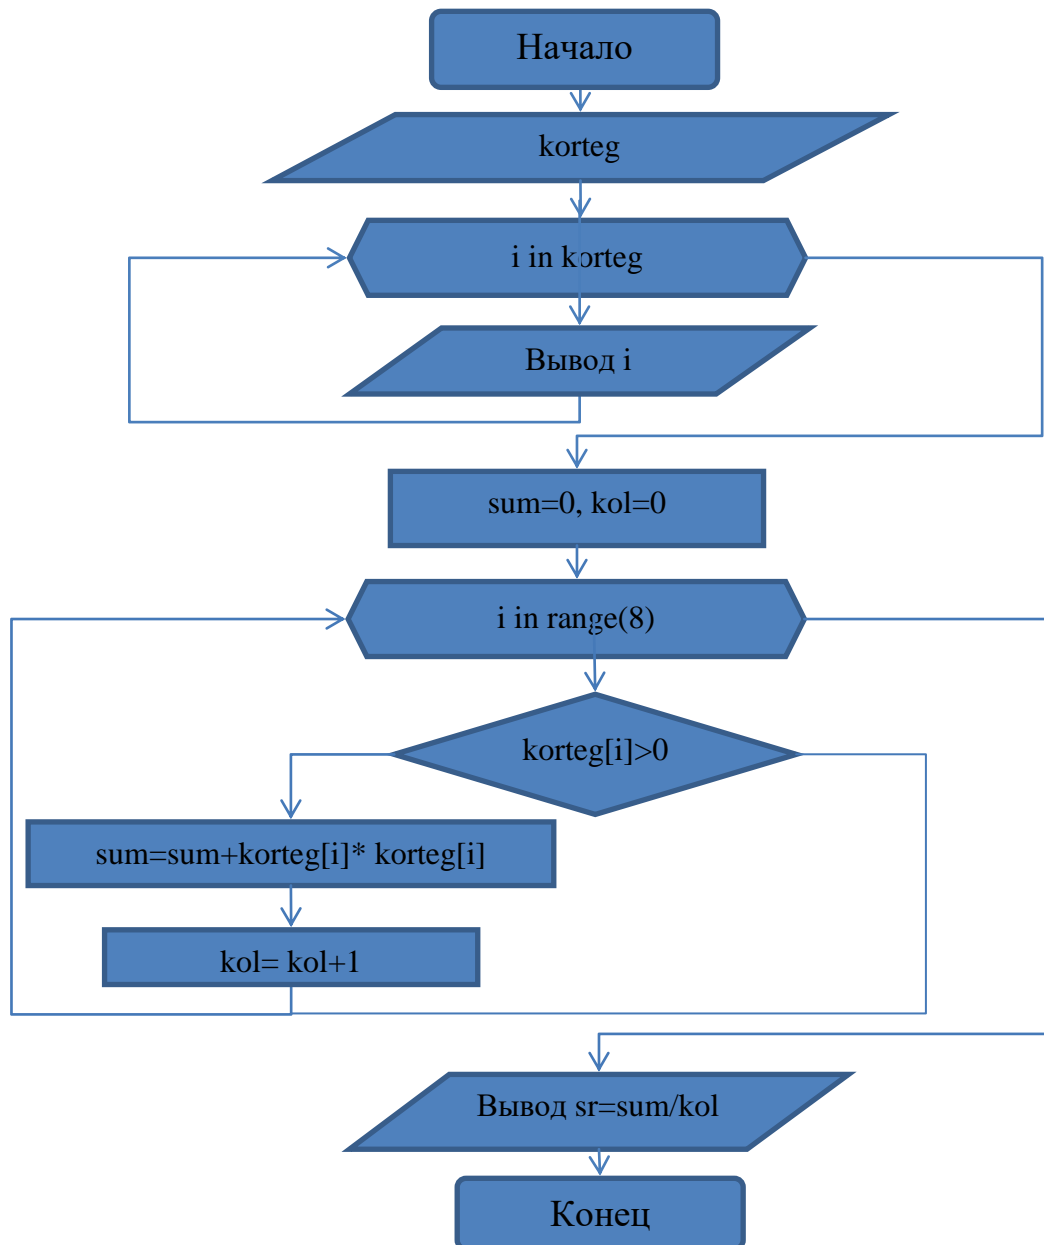 Начало
korteg
i in korteg
Вывод i
sum=0, kol=0
i in range(8)
korteg[i]>0
sum=sum+korteg[i]* korteg[i]
kol= kol+1
Вывод sr=sum/kol
Конец